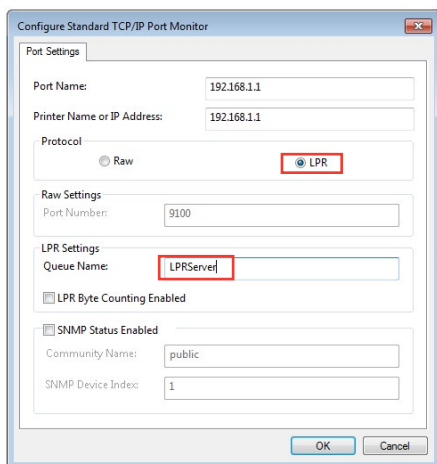 Configure Standard TCP/IP Port Monitor
Port Settings
Port Name: 192.168.1.1
Printer Name or IP Address: 192.168.1.1
Protocol
Raw LPR
Raw Settings
Port Number: 9100
LPR Settings
Queue Name: LPRServer
LPR Byte Counting Enabled
SNMP Status Enabled
Community Name: public
SNMP Device Index: 1
OK Cancel